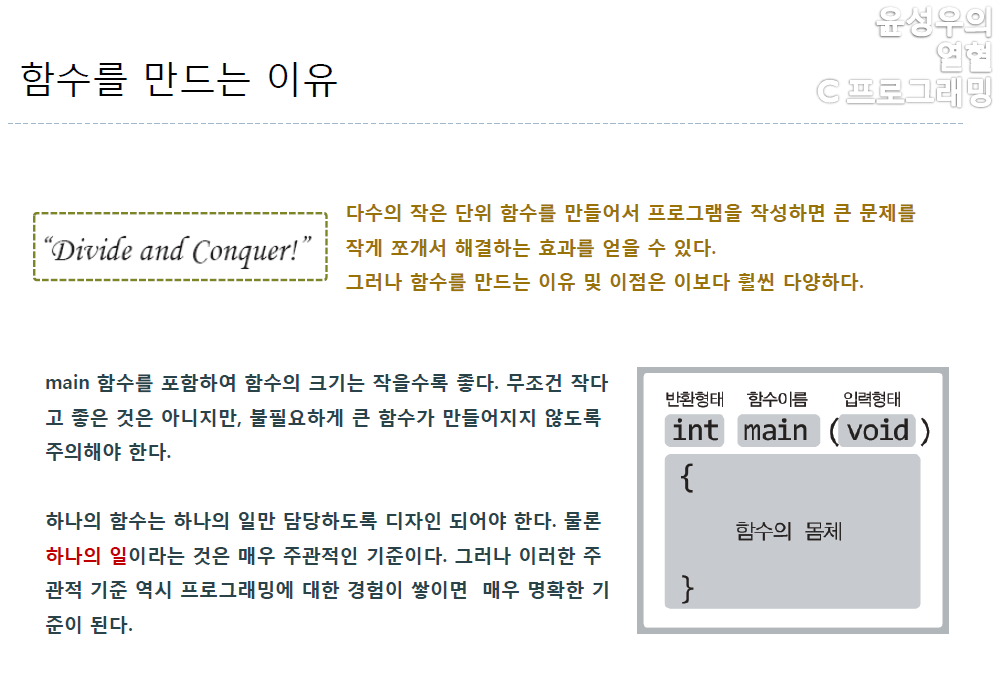 윤성우의
열혈
C 프로그래밍
함수를 만드는 이유
“Divide and Conquer!”
다수의 작은 단위 함수를 만들어서 프로그램을 작성하면 큰 문제를
작게 쪼개서 해결하는 효과를 얻을 수 있다.
그러나 함수를 만드는 이유 및 이점은 이보다 훨씬 다양하다.
main 함수를 포함하여 함수의 크기는 작을수록 좋다. 무조건 작다
고 좋은 것은 아니지만, 불필요하게 큰 함수가 만들어지지 않도록
주의해야 한다.
하나의 함수는 하나의 일만 담당하도록 디자인 되어야 한다. 물론
하나의 일이라는 것은 매우 주관적인 기준이다. 그러나 이러한 주
관적 기준 역시 프로그래밍에 대한 경험이 쌓이면 매우 명확한 기
준이 된다.
반환형태 함수이름 입력형태
int main (void)
{
함수의 몸체
}